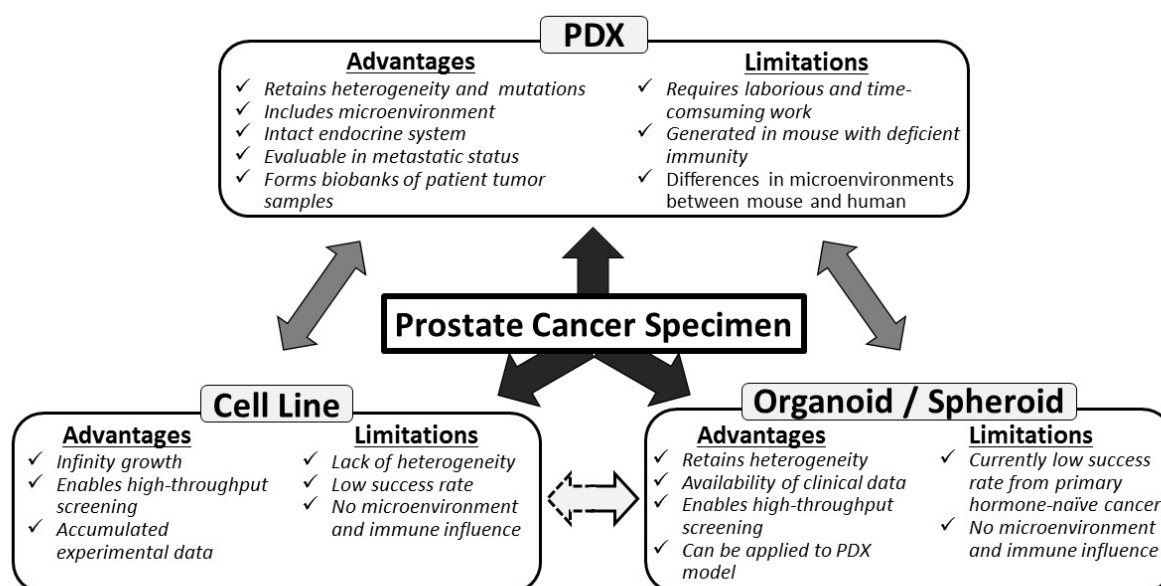 PDX
Advantages
✓ Retains heterogeneity and mutations
✓ Includes microenvironment
✓ Intact endocrine system
✓ Evaluable in metastatic status
✓ Forms biobanks of patient tumor
samples
Limitations
✓ Requires laborious and time-
comsuming work
✓ Generated in mouse with deficient
immunity
✓ Differences in microenvironments
between mouse and human
Prostate Cancer Specimen
Cell Line
Advantages
✓ Infinity growth
✓ Enables high-throughput
screening
✓ Accumulated
experimental data
Limitations
✓ Lack of heterogeneity
✓ Low success rate
✓ No microenvironment
and immune influence
Organoid / Spheroid
Advantages
✓ Retains heterogeneity
✓ Availability of clinical data
✓ Enables high-throughput
screening
✓ Can be applied to PDX
model
Limitations
✓ Currently low success
rate from primary
hormone-naïve cancer
✓ No microenvironment
and immune influence